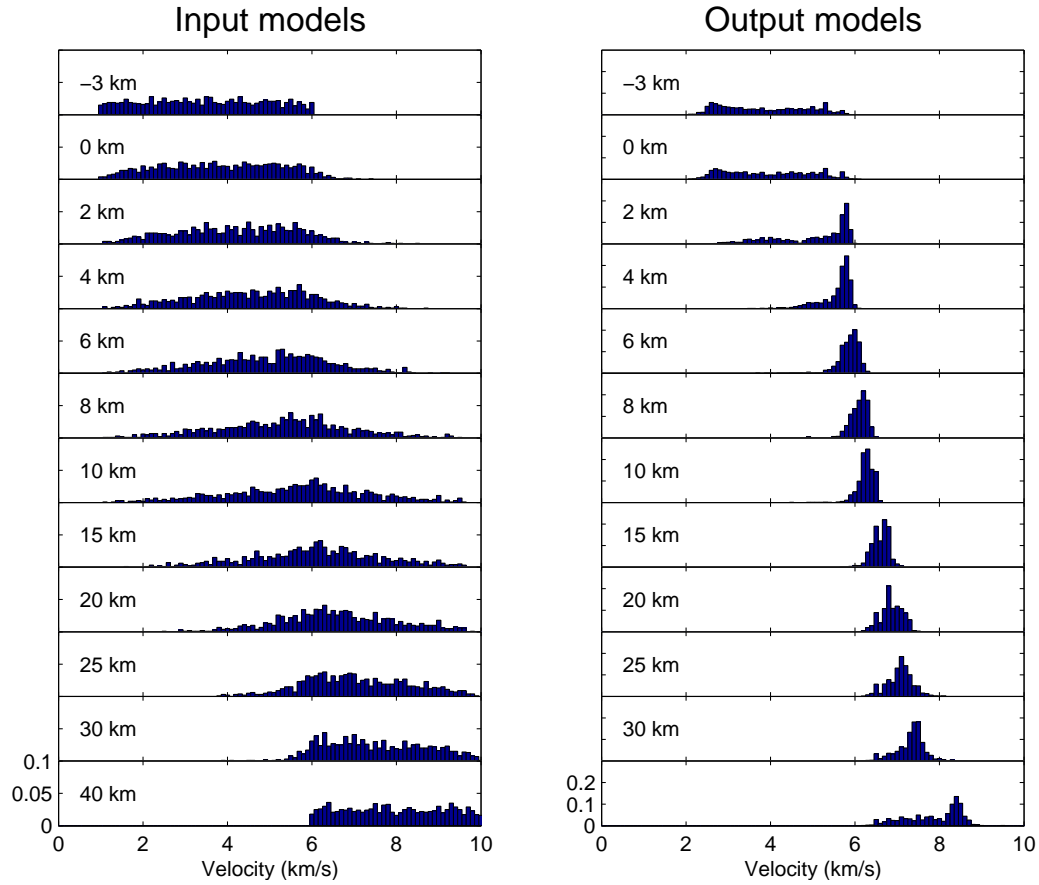 Input models
−3 km
0 km
2 km
4 km
6 km
8 km
10 km
15 km
20 km
25 km
30 km
0.1
0.05
0
40 km
0 2 4 6 8 10
Velocity (km/s)
Output models
−3 km
0 km
2 km
4 km
6 km
8 km
10 km
15 km
20 km
25 km
30 km
0.2
0.1
0
0 2 4 6 8 10
Velocity (km/s)